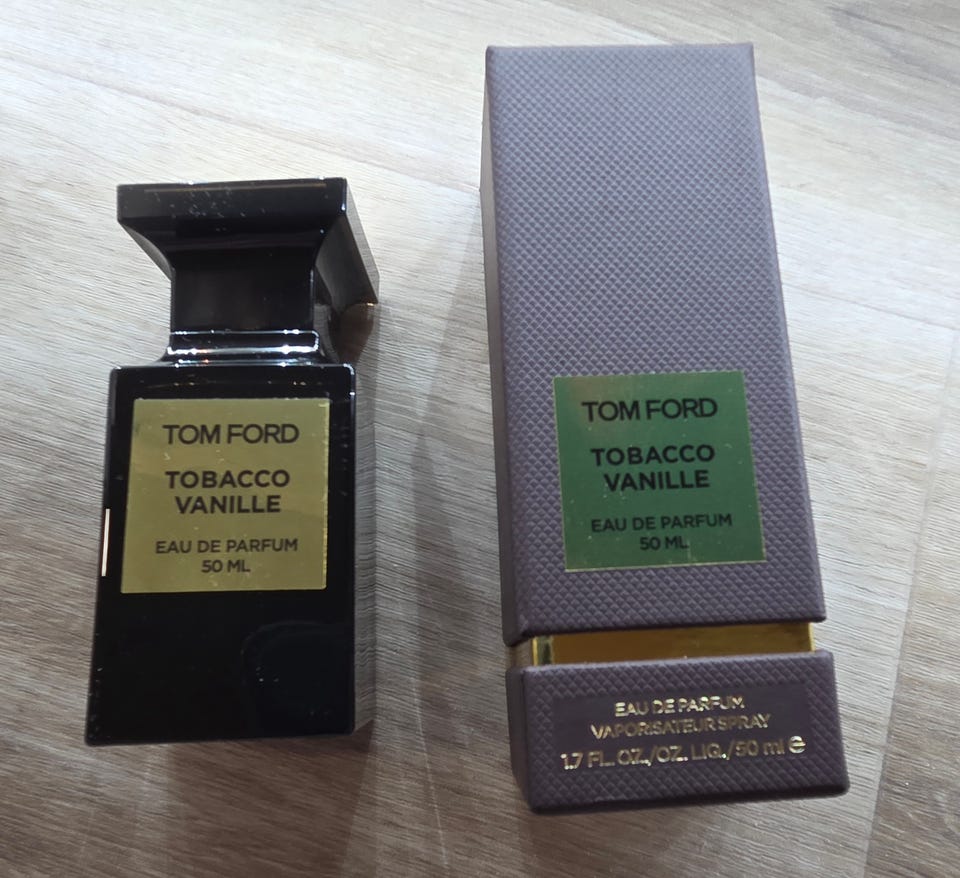 TOM FORD
TOBACCO
VANILLE
EAU DE PARFUM
50 ML
TOM FORD
TOBACCO
VANILLE
EAU DE PARFUM
50 ML
EAU DE PARFUM
VAPORISATEUR SPRAY
1.7 FL. OZ./OZ. LIQ./50 ml ℮